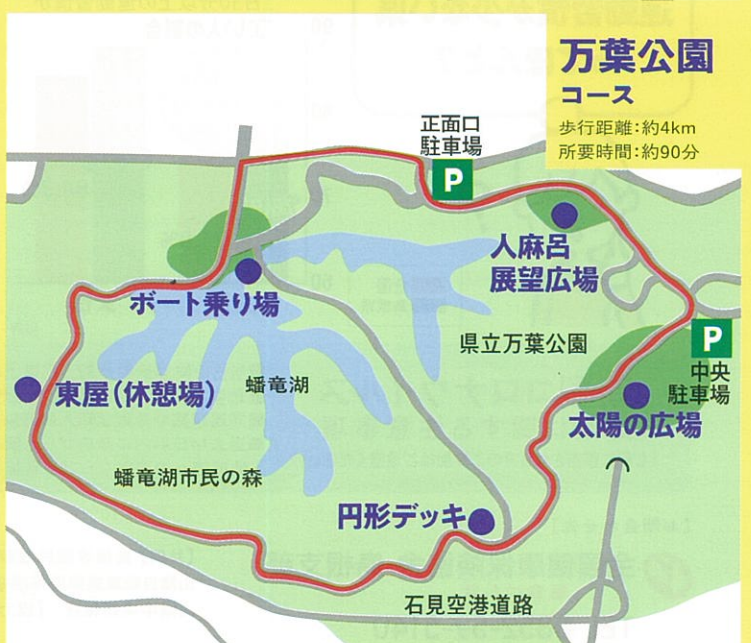 万葉公園
コース
歩行距離:約4km
所要時間:約90分
正面口
駐車場
P
人麻呂
展望広場
ボート乗り場
県立万葉公園
P
中央
駐車場
東屋(休憩場)
蟠竜湖
太陽の広場
蟠竜湖市民の森
円形デッキ
石見空港道路